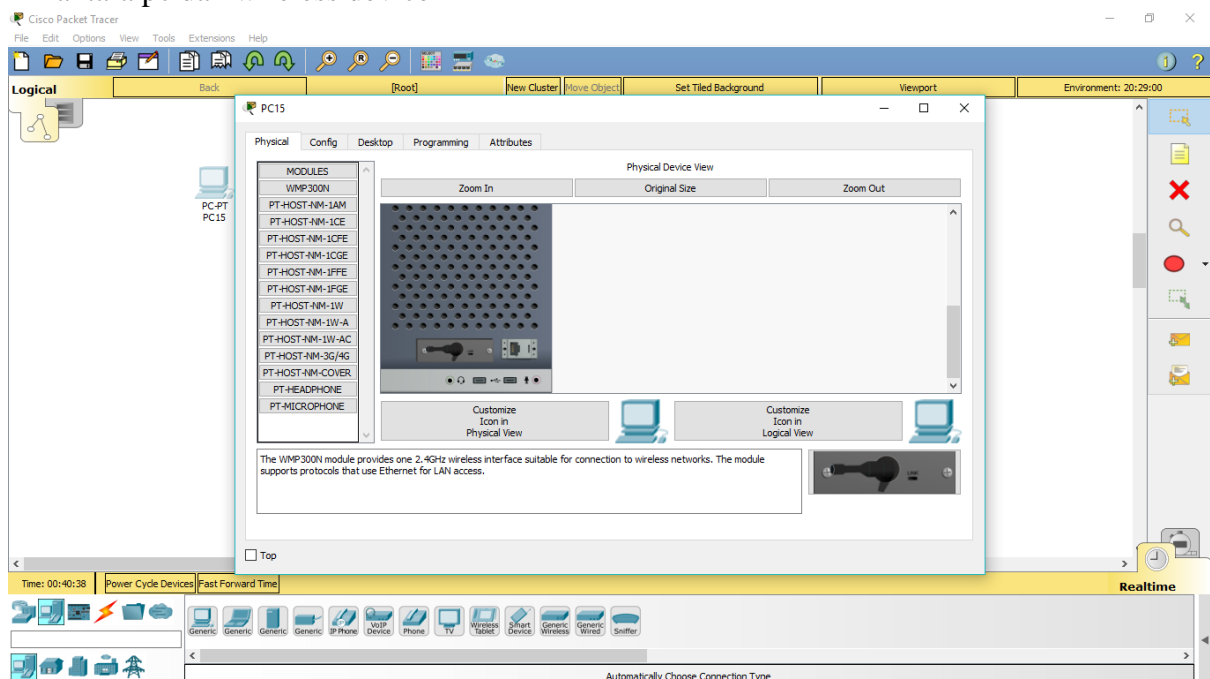 Cisco Packet Tracer
File Edit Options View Tools Extensions Help
Logical Back [Root] New Cluster Move Object Set Tiled Background Viewport Environment: 20:29:00
PC-PT
PC15
PC15
Physical Config Desktop Programming Attributes
MODULES
WMP300N
PT-HOST-NM-1AM
PT-HOST-NM-1CE
PT-HOST-NM-1CFE
PT-HOST-NM-1CGE
PT-HOST-NM-1FFE
PT-HOST-NM-1FGE
PT-HOST-NM-1W
PT-HOST-NM-1W-A
PT-HOST-NM-1W-AC
PT-HOST-NM-3G/4G
PT-HOST-NM-COVER
PT-HEADPHONE
PT-MICROPHONE
Physical Device View
Zoom In Original Size Zoom Out
Customize
Icon in
Physical View
Customize
Icon in
Logical View
The WMP300N module provides one 2.4GHz wireless interface suitable for connection to wireless networks. The module
supports protocols that use Ethernet for LAN access.
LINK
Top
Time: 00:40:38 Power Cycle Devices Fast Forward Time Realtime
Generic Generic Generic Generic IP Phone VoIP Device Phone TV Wireless Tablet Smart Device Generic Wireless Generic Wired Sniffer
Automatically Choose Connection Type